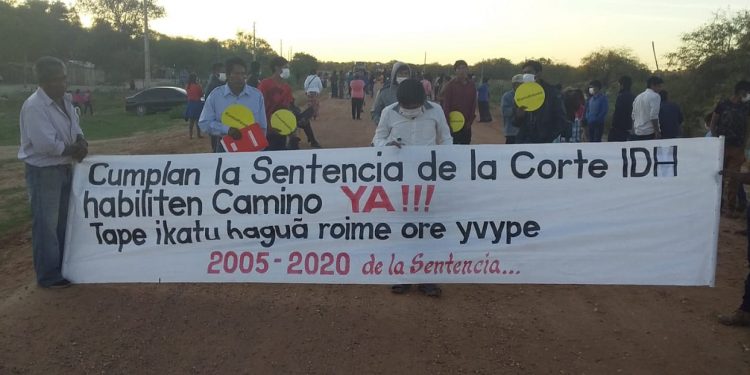 Cumplan la Sentencia de la Corte IDH
habiliten Camino YA!!!
Tape ikatu haguã roime ore yvype
2005-2020 de la Sentencia...